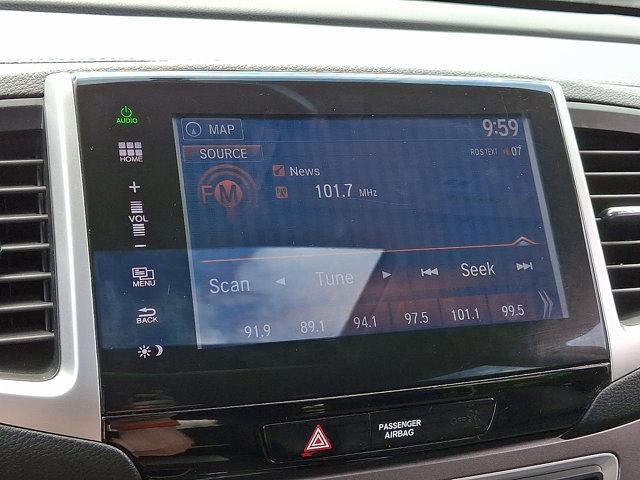 AUDIO
MAP
9:59
HOME
SOURCE
RDS TEXT 07
News
FM
101.7 MHz
VOL
MENU
Scan Tune Seek
BACK
91.9 89.1 94.1 97.5 101.1 99.5
PASSENGER
AIRBAG